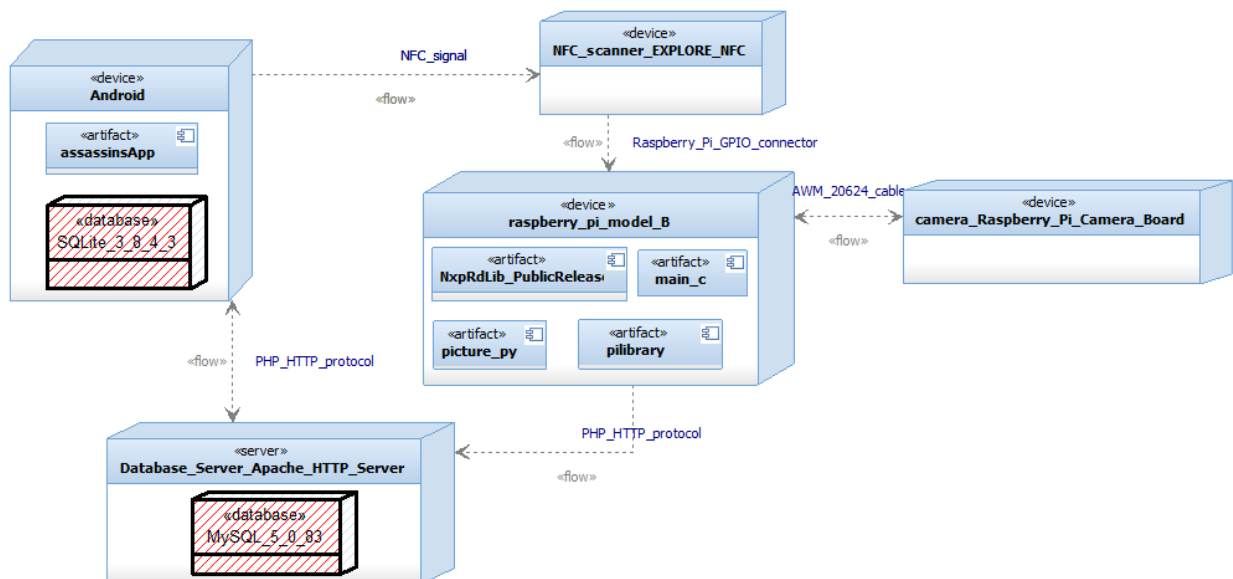 «device»
NFC_scanner_EXPLORE_NFC
NFC_signal
«flow»
«device»
Android
«artifact»
assassinsApp
«database»
SQLite_3_8_4_3
«flow»
Raspberry_Pi_GPIO_connector
«device»
raspberry_pi_model_B
«artifact»
NxpRdLib_PublicRelease
«artifact»
main_c
«artifact»
picture_py
«artifact»
pilibrary
AWM_20624_cable
«flow»
«device»
camera_Raspberry_Pi_Camera_Board
«flow»
PHP_HTTP_protocol
PHP_HTTP_protocol
«flow»
«server»
Database_Server_Apache_HTTP_Server
«database»
MySQL_5_0_83